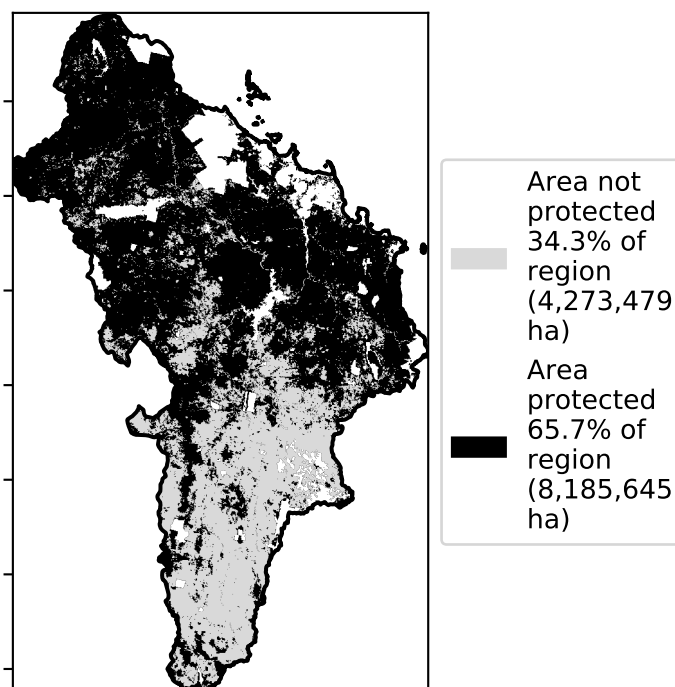 Area not
protected
34.3% of
region
(4,273,479
ha)
Area
protected
65.7% of
region
(8,185,645
ha)